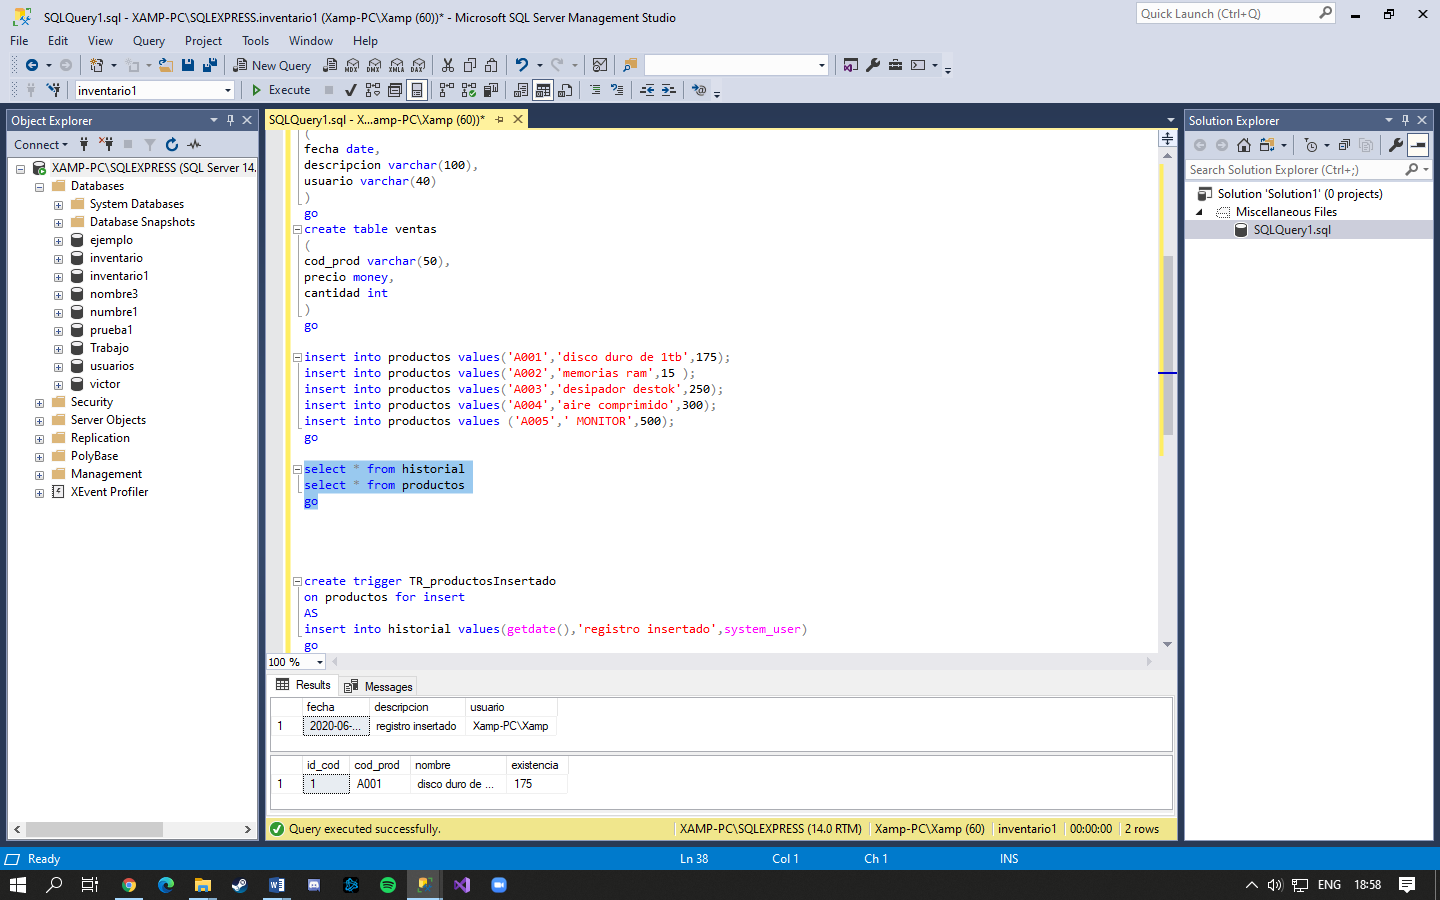 SQLQuery1.sql - XAMP-PC\SQLEXPRESS.inventario1 (Xamp-PC\Xamp (60))* - Microsoft SQL Server Management Studio
Quick Launch (Ctrl+Q)
File Edit View Query Project Tools Window Help
New Query MDX DMX XMLA DAX
inventario1 Execute
Object Explorer
Connect
XAMP-PC\SQLEXPRESS (SQL Server 14.
Databases
System Databases
Database Snapshots
ejemplo
inventario
inventario1
nombre3
numbre1
prueba1
Trabajo
usuarios
victor
Security
Server Objects
Replication
PolyBase
Management
XEvent Profiler
SQLQuery1.sql - X...amp-PC\Xamp (60))*
(
fecha date,
descripcion varchar(100),
usuario varchar(40)
)
go
create table ventas
(
cod_prod varchar(50),
precio money,
cantidad int
)
go
insert into productos values('A001','disco duro de 1tb',175);
insert into productos values('A002','memorias ram',15 );
insert into productos values('A003','desipador destok',250);
insert into productos values('A004','aire comprimido',300);
insert into productos values ('A005',' MONITOR',500);
go
select * from historial
select * from productos
go
create trigger TR_productosInsertado
on productos for insert
AS
insert into historial values(getdate(),'registro insertado',system_user)
go
100 %
Results Messages
fecha descripcion usuario
1 2020-06-... registro insertado Xamp-PC\Xamp
id_cod cod_prod nombre existencia
1 1 A001 disco duro de ... 175
Query executed successfully. XAMP-PC\SQLEXPRESS (14.0 RTM) Xamp-PC\Xamp (60) inventario1 00:00:00 2 rows
Solution Explorer
Search Solution Explorer (Ctrl+;)
Solution 'Solution1' (0 projects)
Miscellaneous Files
SQLQuery1.sql
Ready Ln 38 Col 1 Ch 1 INS
ENG 18:58